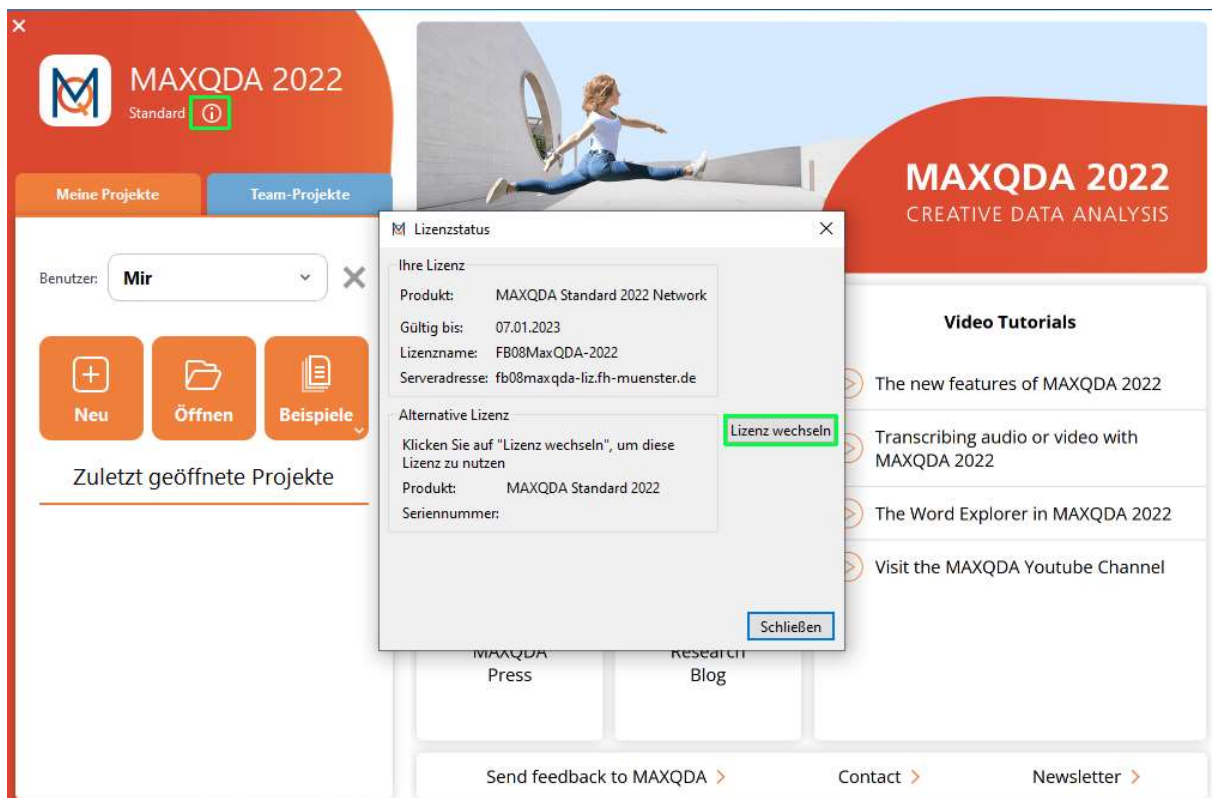 MAXQDA 2022
Standard
Meine Projekte
Team-Projekte
Benutzer:
Mir
Neu
Öffnen
Beispiele
Zuletzt geöffnete Projekte
MAXQDA 2022
CREATIVE DATA ANALYSIS
Lizenzstatus
Ihre Lizenz
Produkt: MAXQDA Standard 2022 Network
Gültig bis: 07.01.2023
Lizenzname: FB08MaxQDA-2022
Serveradresse: fb08maxqda-liz.fh-muenster.de
Alternative Lizenz
Klicken Sie auf "Lizenz wechseln", um diese
Lizenz zu nutzen
Produkt: MAXQDA Standard 2022
Seriennummer:
Lizenz wechseln
Schließen
Video Tutorials
The new features of MAXQDA 2022
Transcribing audio or video with
MAXQDA 2022
The Word Explorer in MAXQDA 2022
Visit the MAXQDA Youtube Channel
MAXQDA
Press
Research
Blog
Send feedback to MAXQDA
Contact
Newsletter